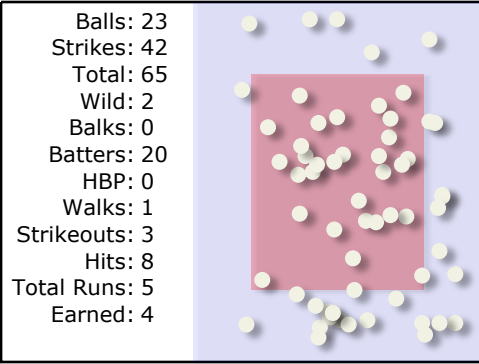 Balls: 23
Strikes: 42
Total: 65
Wild: 2
Balks: 0
Batters: 20
HBP: 0
Walks: 1
Strikeouts: 3
Hits: 8
Total Runs: 5
Earned: 4